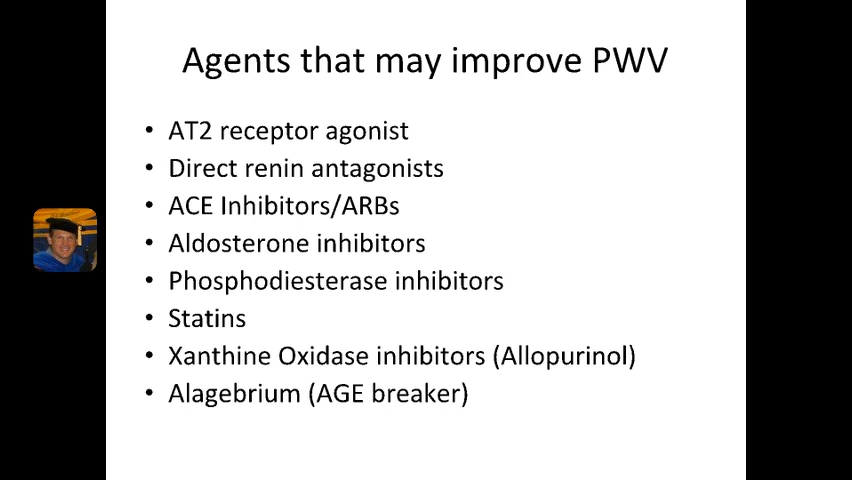 Agents that may improve PWV
• AT2 receptor agonist
• Direct renin antagonists
• ACE Inhibitors/ARBs
• Aldosterone inhibitors
• Phosphodiesterase inhibitors
• Statins
• Xanthine Oxidase inhibitors (Allopurinol)
• Alagebrium (AGE breaker)